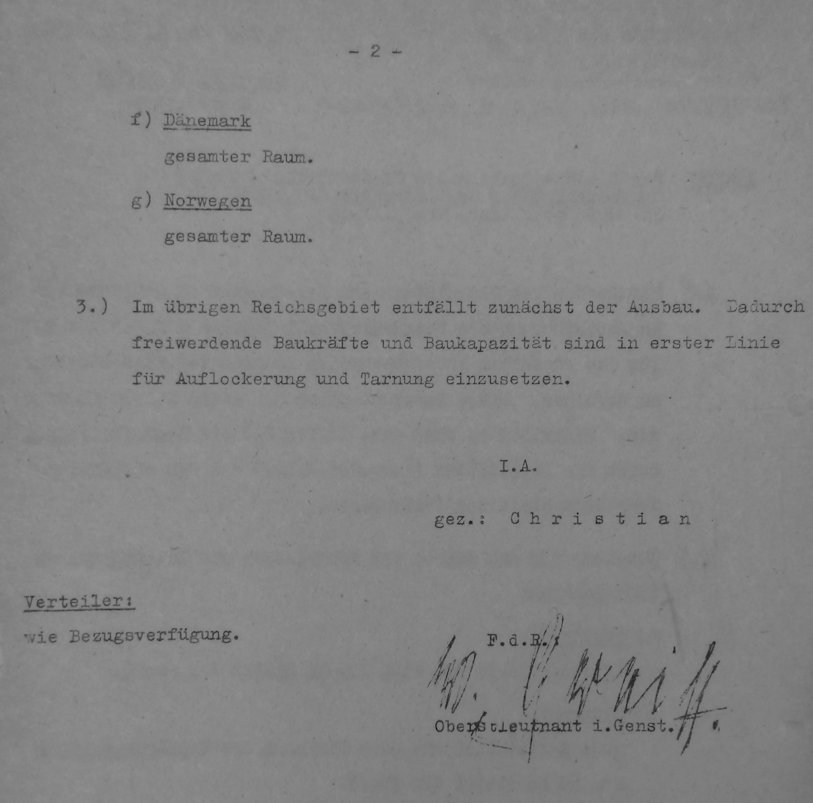 - 2 -
f) Dänemark
gesamter Raum.
g) Norwegen
gesamter Raum.
3.) Im übrigen Reichsgebiet entfällt zunächst der Ausbau. Dadurch
freiwerdende Baukräfte und Baukapazität sind in erster Linie
für Auflockerung und Tarnung einzusetzen.
I.A.
gez.: C h r i s t i a n
Verteiler:
wie Bezugsverfügung.
F.d.R.
Oberstleutnant i.Genst.